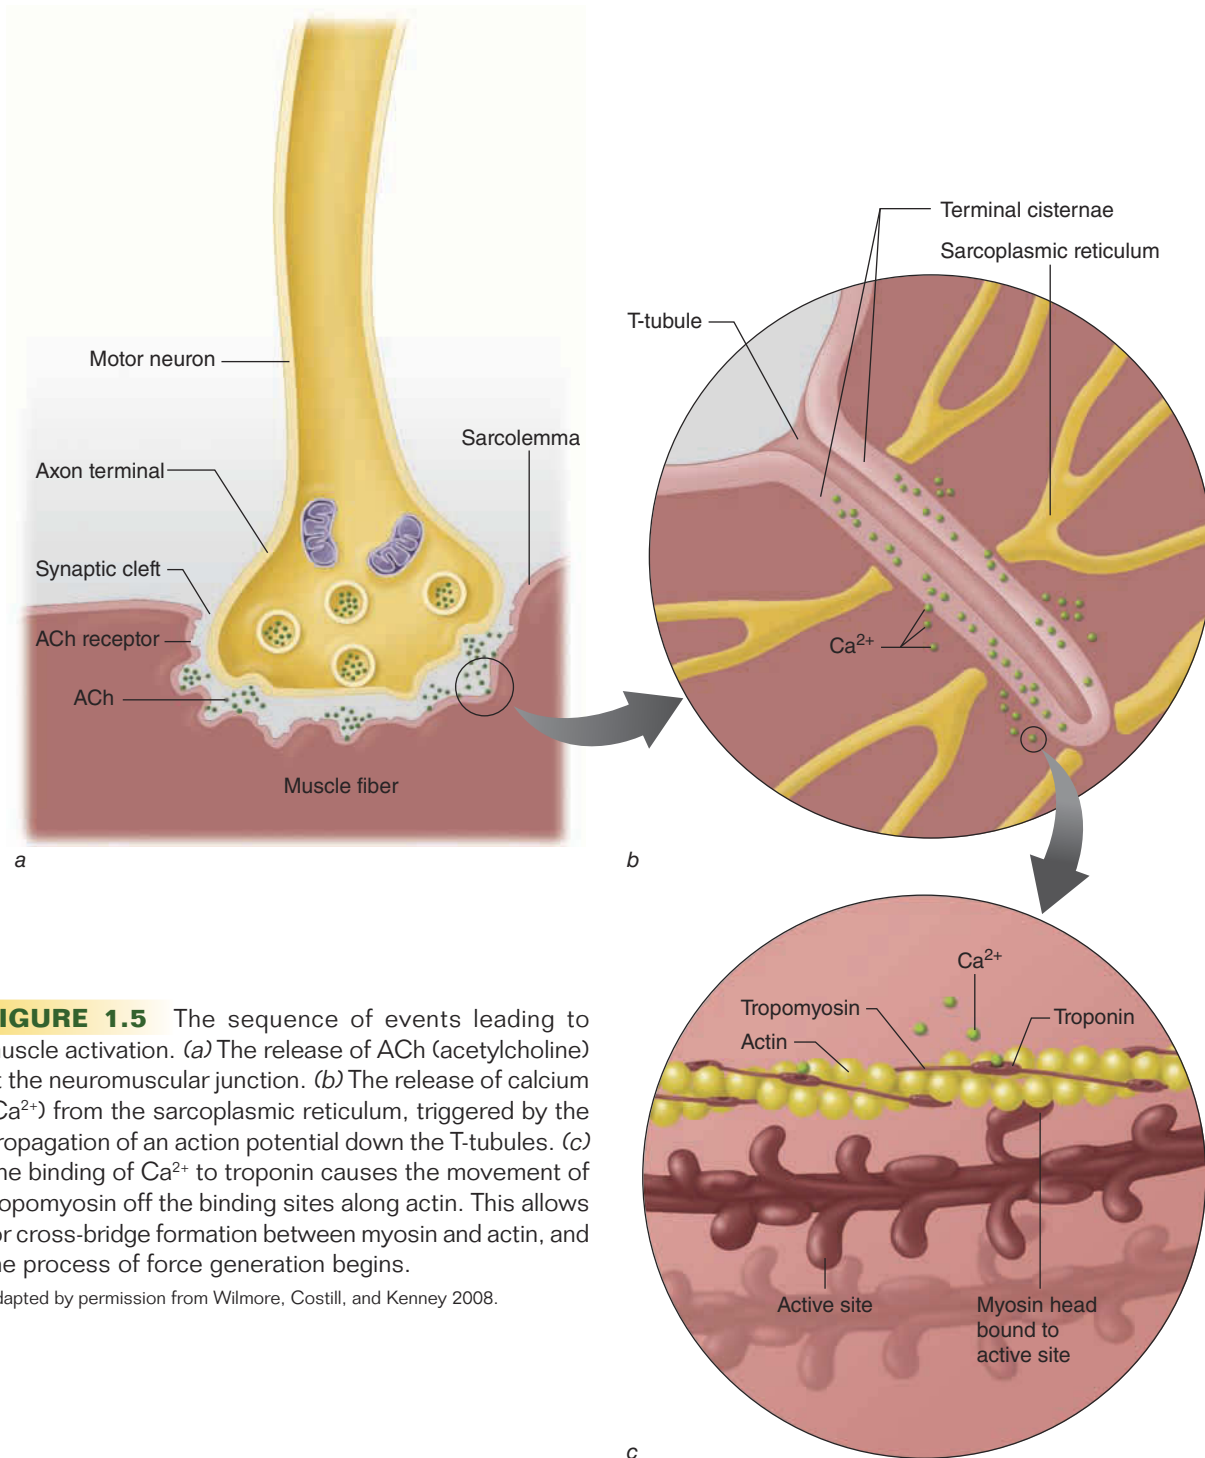 Motor neuron
Axon terminal
Synaptic cleft
ACh receptor
ACh
Sarcolemma
Muscle fiber
a
Terminal cisternae
Sarcoplasmic reticulum
T-tubule
Ca²⁺
b
Ca²⁺
Tropomyosin
Troponin
Actin
Active site
Myosin head
bound to
active site
c
IGURE 1.5 The sequence of events leading to
uscle activation. (a) The release of ACh (acetylcholine)
t the neuromuscular junction. (b) The release of calcium
Ca²⁺) from the sarcoplasmic reticulum, triggered by the
ropagation of an action potential down the T-tubules. (c)
he binding of Ca²⁺ to troponin causes the movement of
opomyosin off the binding sites along actin. This allows
or cross-bridge formation between myosin and actin, and
he process of force generation begins.
dapted by permission from Wilmore, Costill, and Kenney 2008.